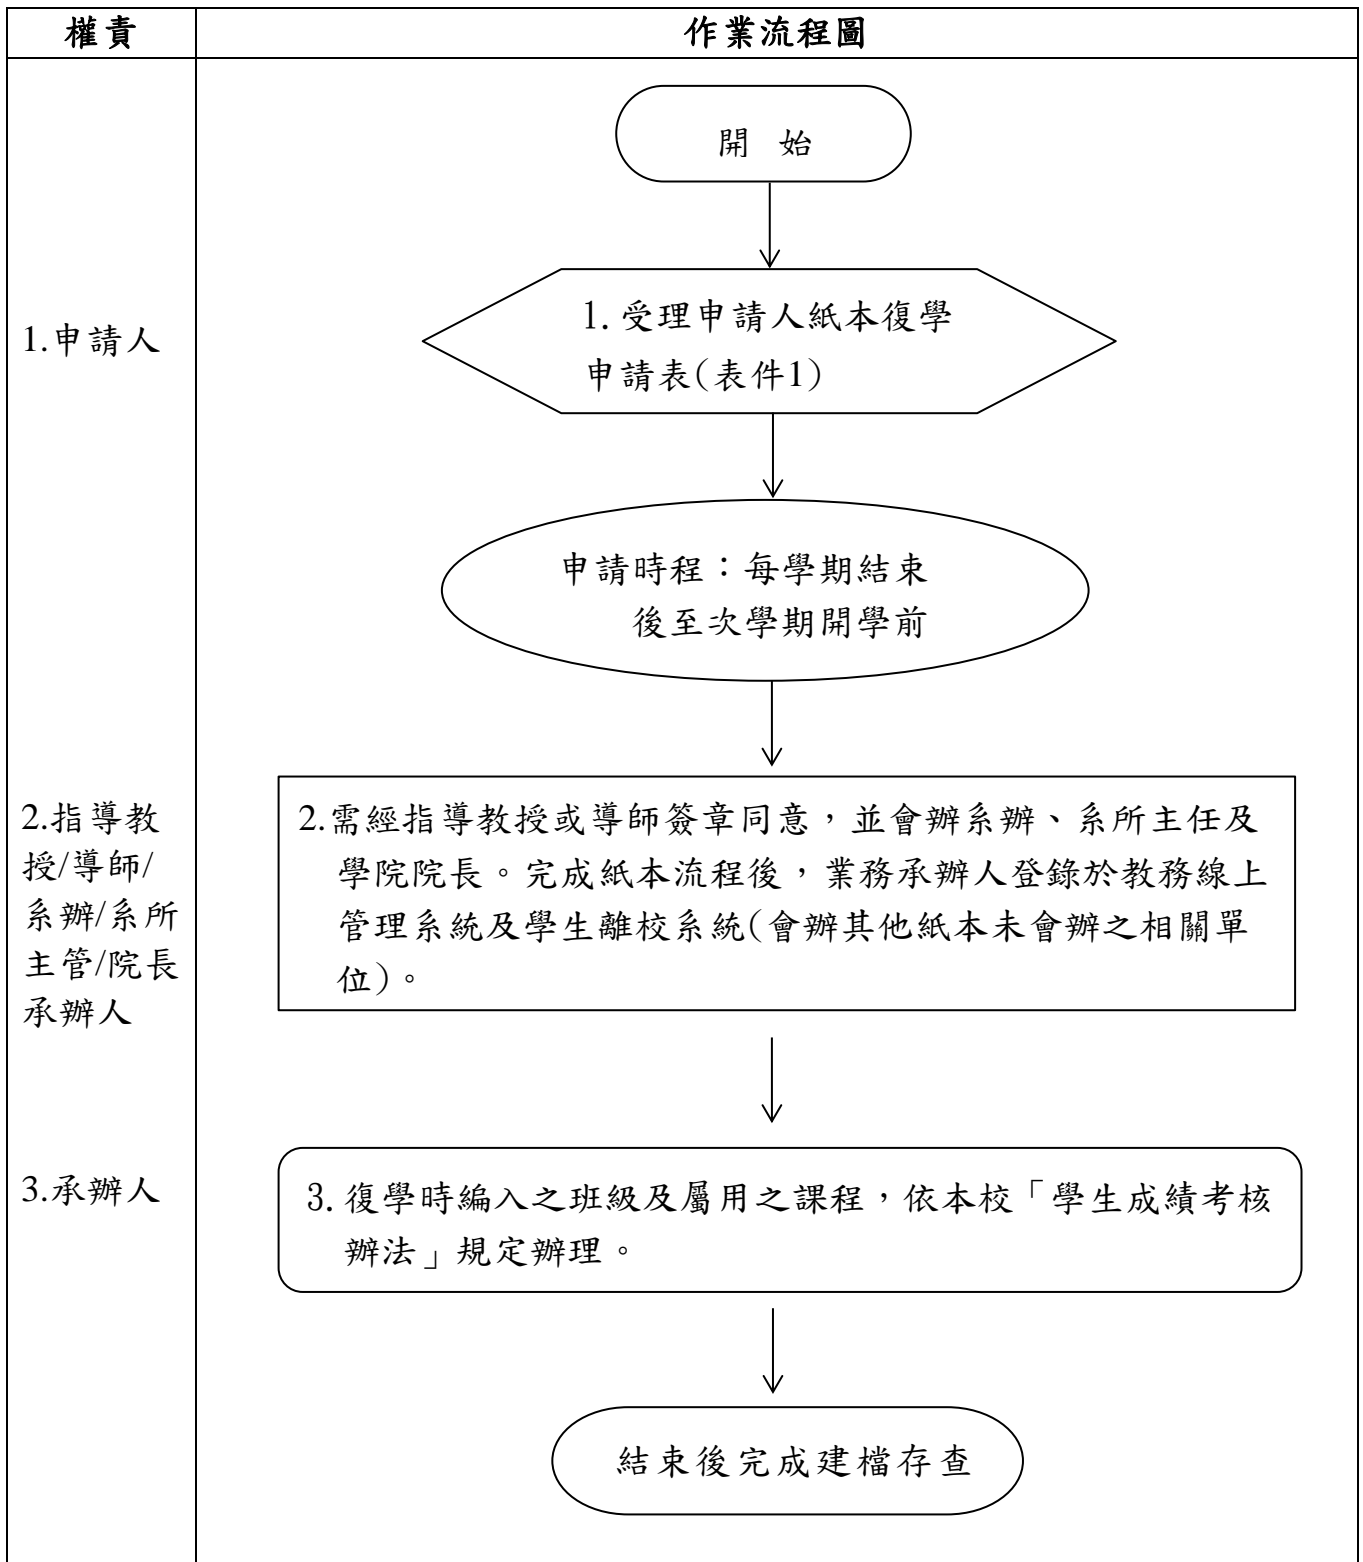 權責
作業流程圖
開 始
1.申請人
1.受理申請人紙本復學
申請表(表件1)
申請時程：每學期結束
後至次學期開學前
2.指導教
授/導師/
系辦/系所
主管/院長
承辦人
2.需經指導教授或導師簽章同意，並會辦系辦、系所主任及
學院院長。完成紙本流程後，業務承辦人登錄於教務線上
管理系統及學生離校系統(會辦其他紙本未會辦之相關單
位)。
3.承辦人
3.復學時編入之班級及屬用之課程，依本校「學生成績考核
辦法」規定辦理。
結束後完成建檔存查